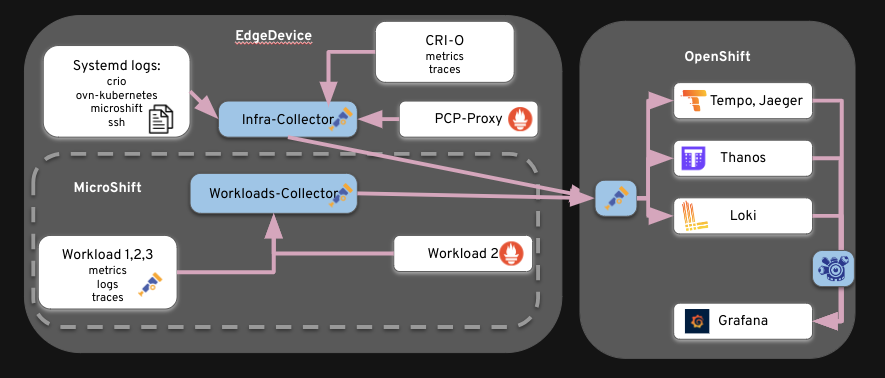 EdgeDevice
Systemd logs:
crio
ovn-kubernetes
microshift
ssh
CRI-O
metrics
traces
Infra-Collector
PCP-Proxy
MicroShift
Workloads-Collector
Workload 1,2,3
metrics
logs
traces
Workload 2
OpenShift
Tempo, Jaeger
Thanos
Loki
Grafana